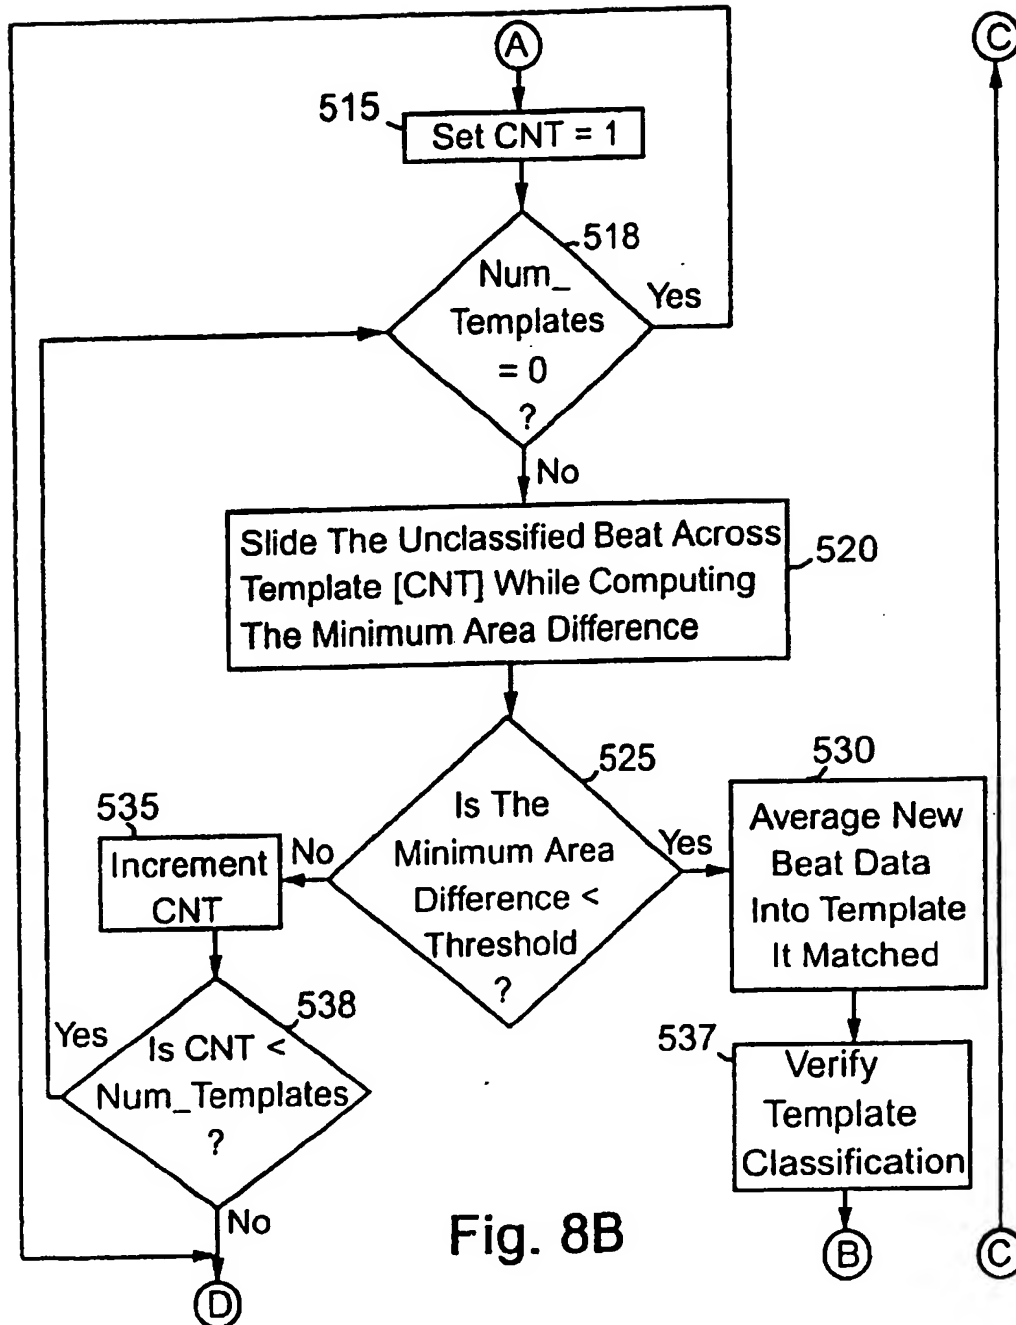 A
C
515
Set CNT = 1
518
Num_
Templates
= 0
?
Yes
No
Slide The Unclassified Beat Across
Template [CNT] While Computing
The Minimum Area Difference
520
525
Is The
Minimum Area
Difference <
Threshold
?
No
Yes
535
Increment
CNT
530
Average New
Beat Data
Into Template
It Matched
538
Is CNT <
Num_Templates
?
Yes
No
537
Verify
Template
Classification
Fig. 8B
B
C
D